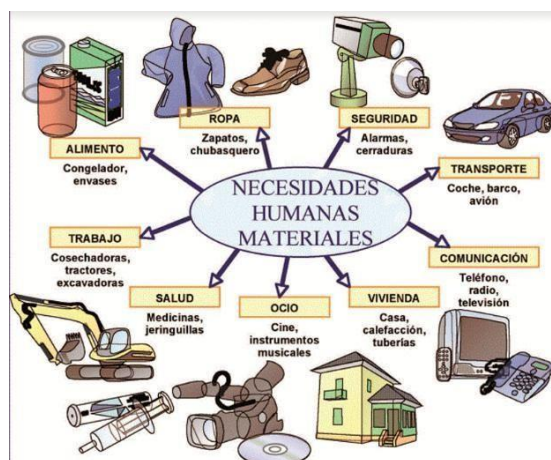 ROPA
Zapatos,
chubasquero
SEGURIDAD
Alarmas,
cerraduras
ALIMENTO
Congelador,
envases
TRANSPORTE
Coche, barco,
avión
NECESIDADES
HUMANAS
MATERIALES
TRABAJO
Cosechadoras,
tractores,
excavadoras
COMUNICACIÓN
Teléfono,
radio,
televisión
SALUD
Medicinas,
jeringuillas
OCIO
Cine,
instrumentos
musicales
VIVIENDA
Casa,
calefacción,
tuberías